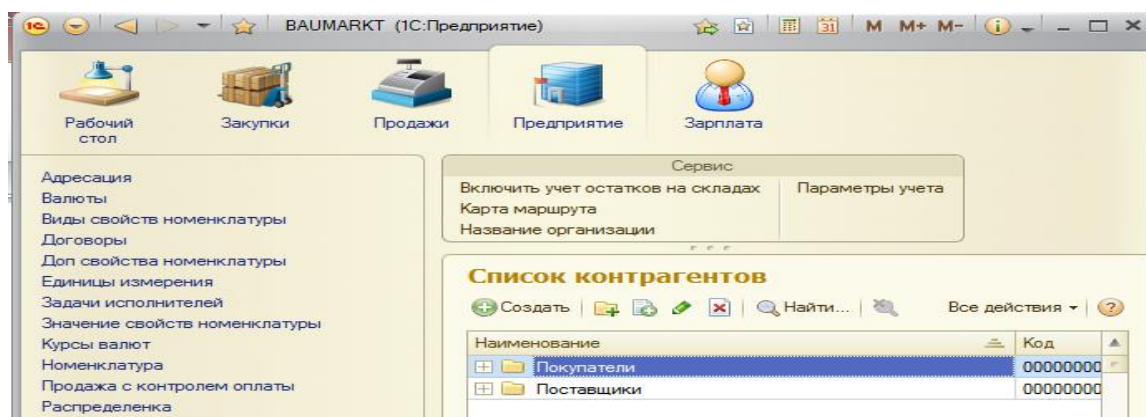 1С BAUMARKT (1С:Предприятие) 31 M M+ M-
Рабочий стол Закупки Продажи Предприятие Зарплата
Адресация
Валюты
Виды свойств номенклатуры
Договоры
Доп свойства номенклатуры
Единицы измерения
Задачи исполнителей
Значение свойств номенклатуры
Курсы валют
Номенклатура
Продажа с контролем оплаты
Распределенка
Сервис
Включить учет остатков на складах Параметры учета
Карта маршрута
Название организации
Список контрагентов
Создать Найти... Все действия
Наименование Код
Покупатели 00000000
Поставщики 00000000